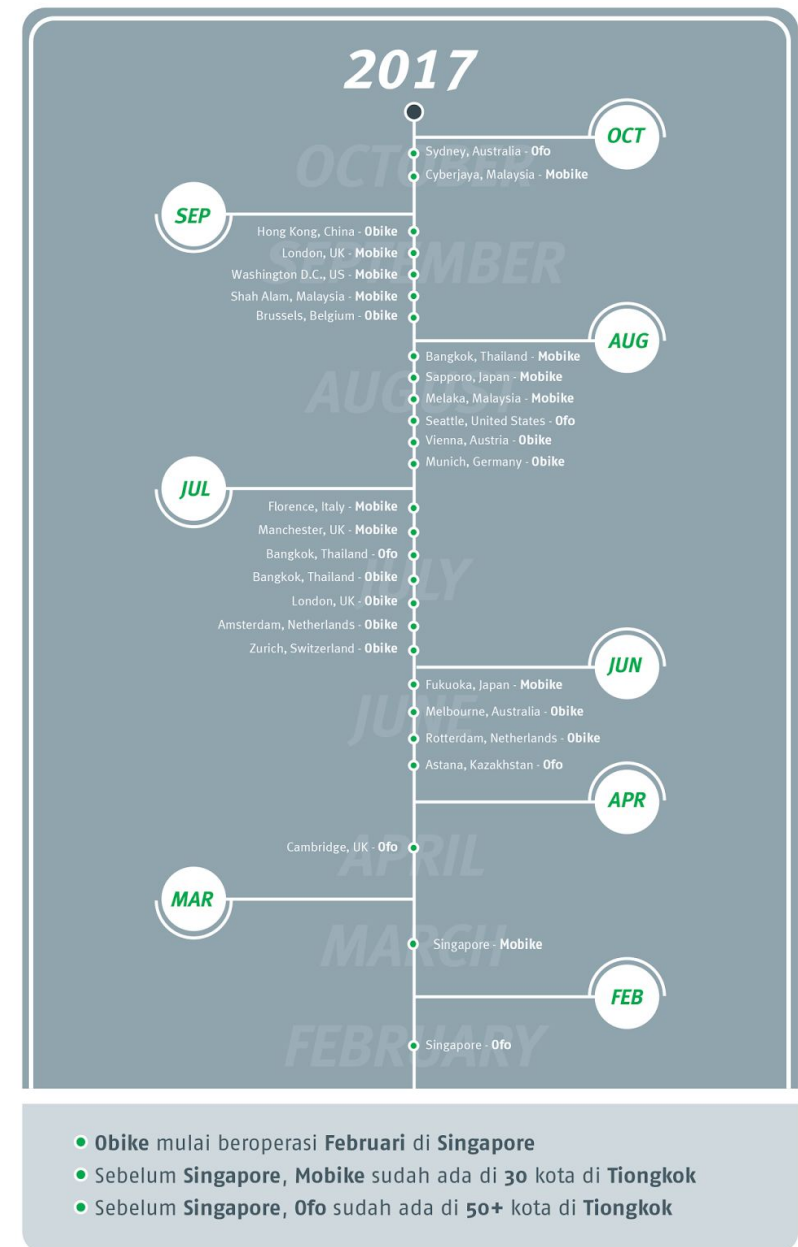 2017
OCT
OCTOBER
Sydney, Australia - Ofo
Cyberjaya, Malaysia - Mobike
SEP
SEPTEMBER
Hong Kong, China - Obike
London, UK - Mobike
Washington D.C., US - Mobike
Shah Alam, Malaysia - Mobike
Brussels, Belgium - Obike
AUG
AUGUST
Bangkok, Thailand - Mobike
Sapporo, Japan - Mobike
Melaka, Malaysia - Mobike
Seattle, United States - Ofo
Vienna, Austria - Obike
Munich, Germany - Obike
JUL
JULY
Florence, Italy - Mobike
Manchester, UK - Mobike
Bangkok, Thailand - Ofo
Bangkok, Thailand - Obike
London, UK - Obike
Amsterdam, Netherlands - Obike
Zurich, Switzerland - Obike
JUN
JUNE
Fukuoka, Japan - Mobike
Melbourne, Australia - Obike
Rotterdam, Netherlands - Obike
Astana, Kazakhstan - Ofo
APR
APRIL
Cambridge, UK - Ofo
MAR
MARCH
Singapore - Mobike
FEB
FEBRUARY
Singapore - Ofo
Obike mulai beroperasi Februari di Singapore
Sebelum Singapore, Mobike sudah ada di 30 kota di Tiongkok
Sebelum Singapore, Ofo sudah ada di 50+ kota di Tiongkok